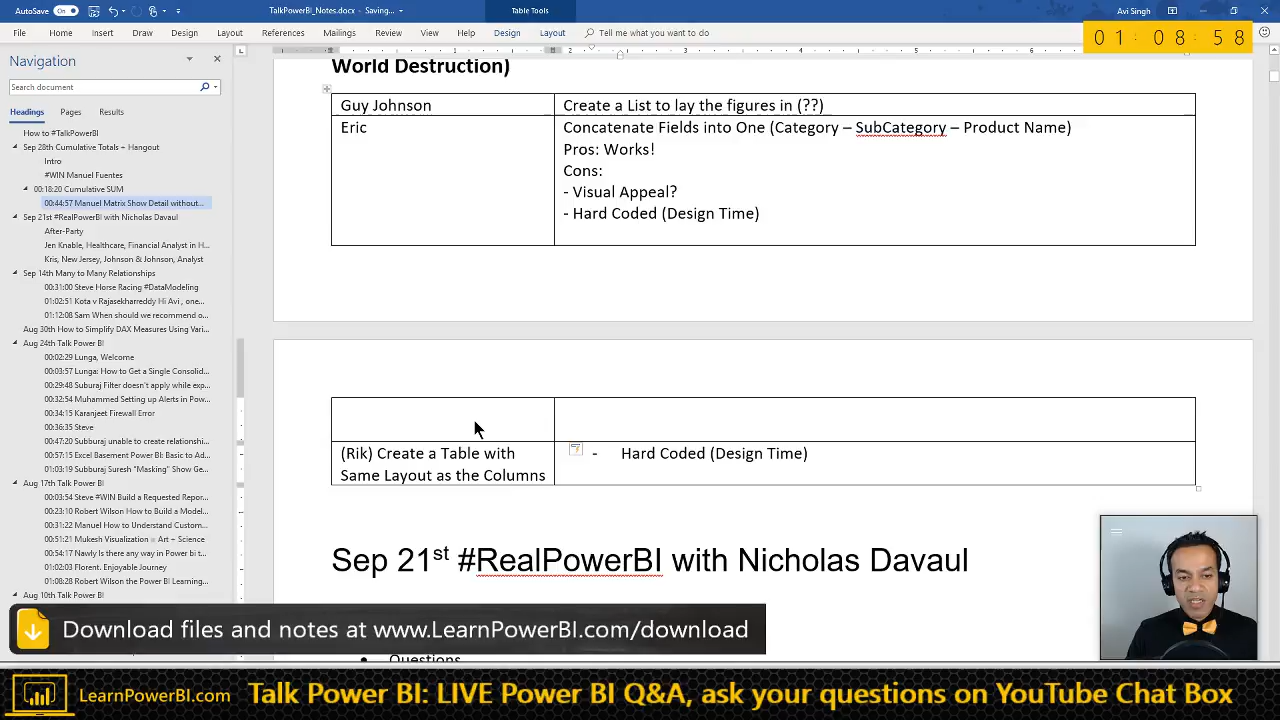 AutoSave On
TalkPowerBI_Notes.docx - Saving...
Table Tools
Avi Singh
File Home Insert Draw Design Layout References Mailings Review View Help Design Layout Tell me what you want to do
01:08:58
Navigation
Search document
Headings Pages Results
How to #TalkPowerBI
Sep 28th Cumulative Totals + Hangout
Intro
#WIN Manuel Fuentes
00:18:20 Cumulative SUM
00:44:57 Manuel Matrix Show Detail without...
Sep 21st #RealPowerBI with Nicholas Davaul
After-Party
Jen Knable, Healthcare, Financial Analyst in H...
Kris, New Jersey, Johnson & Johnson, Analyst
Sep 14th Many to Many Relationships
00:31:00 Steve Horse Racing #DataModeling
01:02:51 Kota v Rajasekharreddy Hi Avi , one...
01:12:08 Sam When should we recommend o...
Aug 30th How to Simplify DAX Measures Using Vari...
Aug 24th Talk Power BI
00:02:29 Lunga, Welcome
00:03:57 Lunga: How to Get a Single Consolid...
00:29:48 Suburaj Filter doesn't apply while exp...
00:32:54 Muhammed Setting up Alerts in Pow...
00:34:15 Karanjeet Firewall Error
00:36:35 Steve
00:47:20 Subburaj unable to create relationshi...
00:57:15 Excel Basement Power BI: Basic to Ad...
01:03:19 Subburaj Suresh “Masking” Show Ge...
Aug 17th Talk Power BI
00:03:54 Steve #WIN Build a Requested Repor...
00:23:10 Robert Wilson How to Build a Model...
00:31:22 Manuel How to Understand Custom...
00:51:21 Mukesh Visualization = Art + Science
00:54:17 Nawly Is there any way in Power bi t...
01:02:03 Florent. Enjoyable Journey
01:08:28 Robert Wilson the Power BI Learning...
Aug 10th Talk Power BI
World Destruction)
Guy Johnson
Create a List to lay the figures in (??)
Eric
Concatenate Fields into One (Category – SubCategory – Product Name)
Pros: Works!
Cons:
- Visual Appeal?
- Hard Coded (Design Time)
(Rik) Create a Table with
Same Layout as the Columns
- Hard Coded (Design Time)
Sep 21st #RealPowerBI with Nicholas Davaul
• Questions
Download files and notes at www.LearnPowerBI.com/download
LearnPowerBI.com
Talk Power BI: LIVE Power BI Q&A, ask your questions on YouTube Chat Box